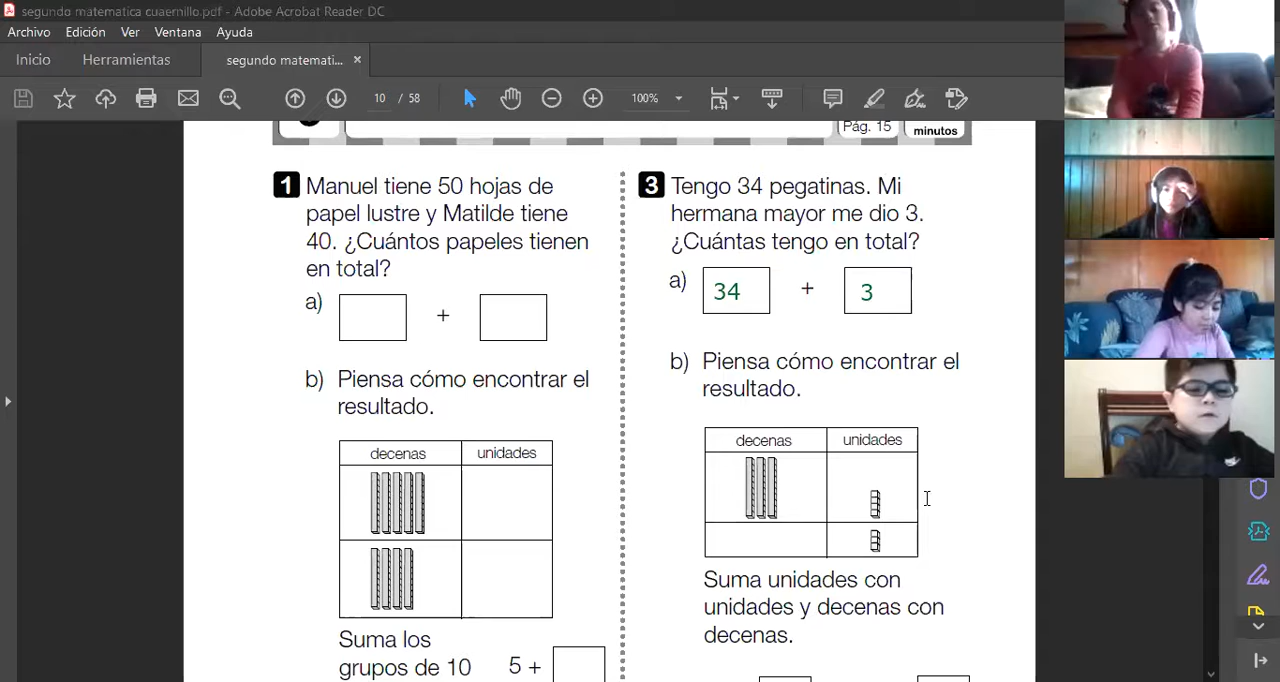 segundo matematica cuaernillo.pdf - Adobe Acrobat Reader DC
Archivo Edición Ver Ventana Ayuda
Inicio Herramientas segundo matemati... ×
10 / 58 100%
Pág. 15 minutos
1 Manuel tiene 50 hojas de
papel lustre y Matilde tiene
40. ¿Cuántos papeles tienen
en total?
a) +
b) Piensa cómo encontrar el
resultado.
decenas unidades
Suma los
grupos de 10 5 +
3 Tengo 34 pegatinas. Mi
hermana mayor me dio 3.
¿Cuántas tengo en total?
a) 34 + 3
b) Piensa cómo encontrar el
resultado.
decenas unidades
Suma unidades con
unidades y decenas con
decenas.